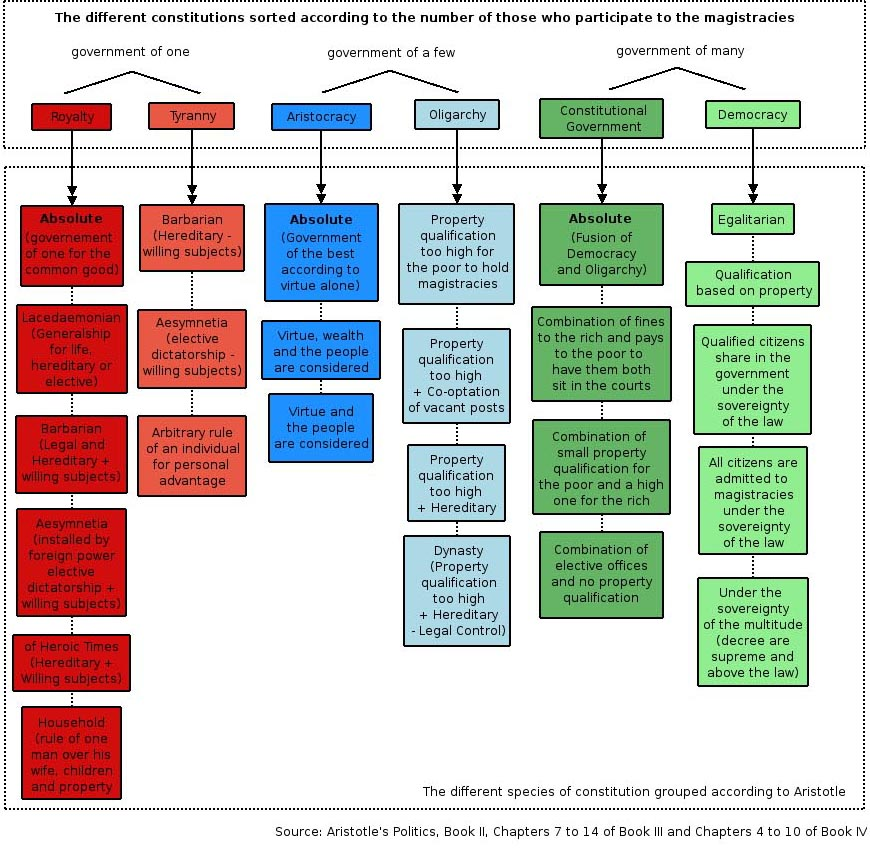 The different constitutions sorted according to the number of those who participate to the magistracies
government of one
government of a few
government of many
Royalty
Tyranny
Aristocracy
Oligarchy
Constitutional
Government
Democracy
Absolute
(governement
of one for the
common good)
Lacedaemonian
(Generalship
for life,
hereditary or
elective)
Barbarian
(Legal and
Hereditary +
willing subjects)
Aesymnetia
(installed by
foreign power
elective
dictatorship +
willing subjects)
of Heroic Times
(Hereditary +
Willing subjects)
Household
(rule of one
man over his
wife, children
and property
Barbarian
(Hereditary -
willing subjects)
Aesymnetia
(elective
dictatorship -
willing subjects)
Arbitrary rule
of an individual
for personal
advantage
Absolute
(Government
of the best
according to
virtue alone)
Virtue, wealth
and the people
are considered
Virtue and
the people
are considered
Property
qualification
too high for
the poor to hold
magistracies
Property
qualification
too high
+ Co-optation
of vacant posts
Property
qualification
too high
+ Hereditary
Dynasty
(Property
qualification
too high
+ Hereditary
- Legal Control)
Absolute
(Fusion of
Democracy
and Oligarchy)
Combination of fines
to the rich and pays
to the poor to
have them both
sit in the courts
Combination of
small property
qualification for
the poor and a high
one for the rich
Combination of
elective offices
and no property
qualification
Egalitarian
Qualification
based on property
Qualified citizens
share in the
government
under the
sovereignty
of the law
All citizens are
admitted to
magistracies
under the
sovereignty
of the law
Under the
sovereignty
of the multitude
(decree are
supreme and
above the law)
The different species of constitution grouped according to Aristotle
Source: Aristotle's Politics, Book II, Chapters 7 to 14 of Book III and Chapters 4 to 10 of Book IV